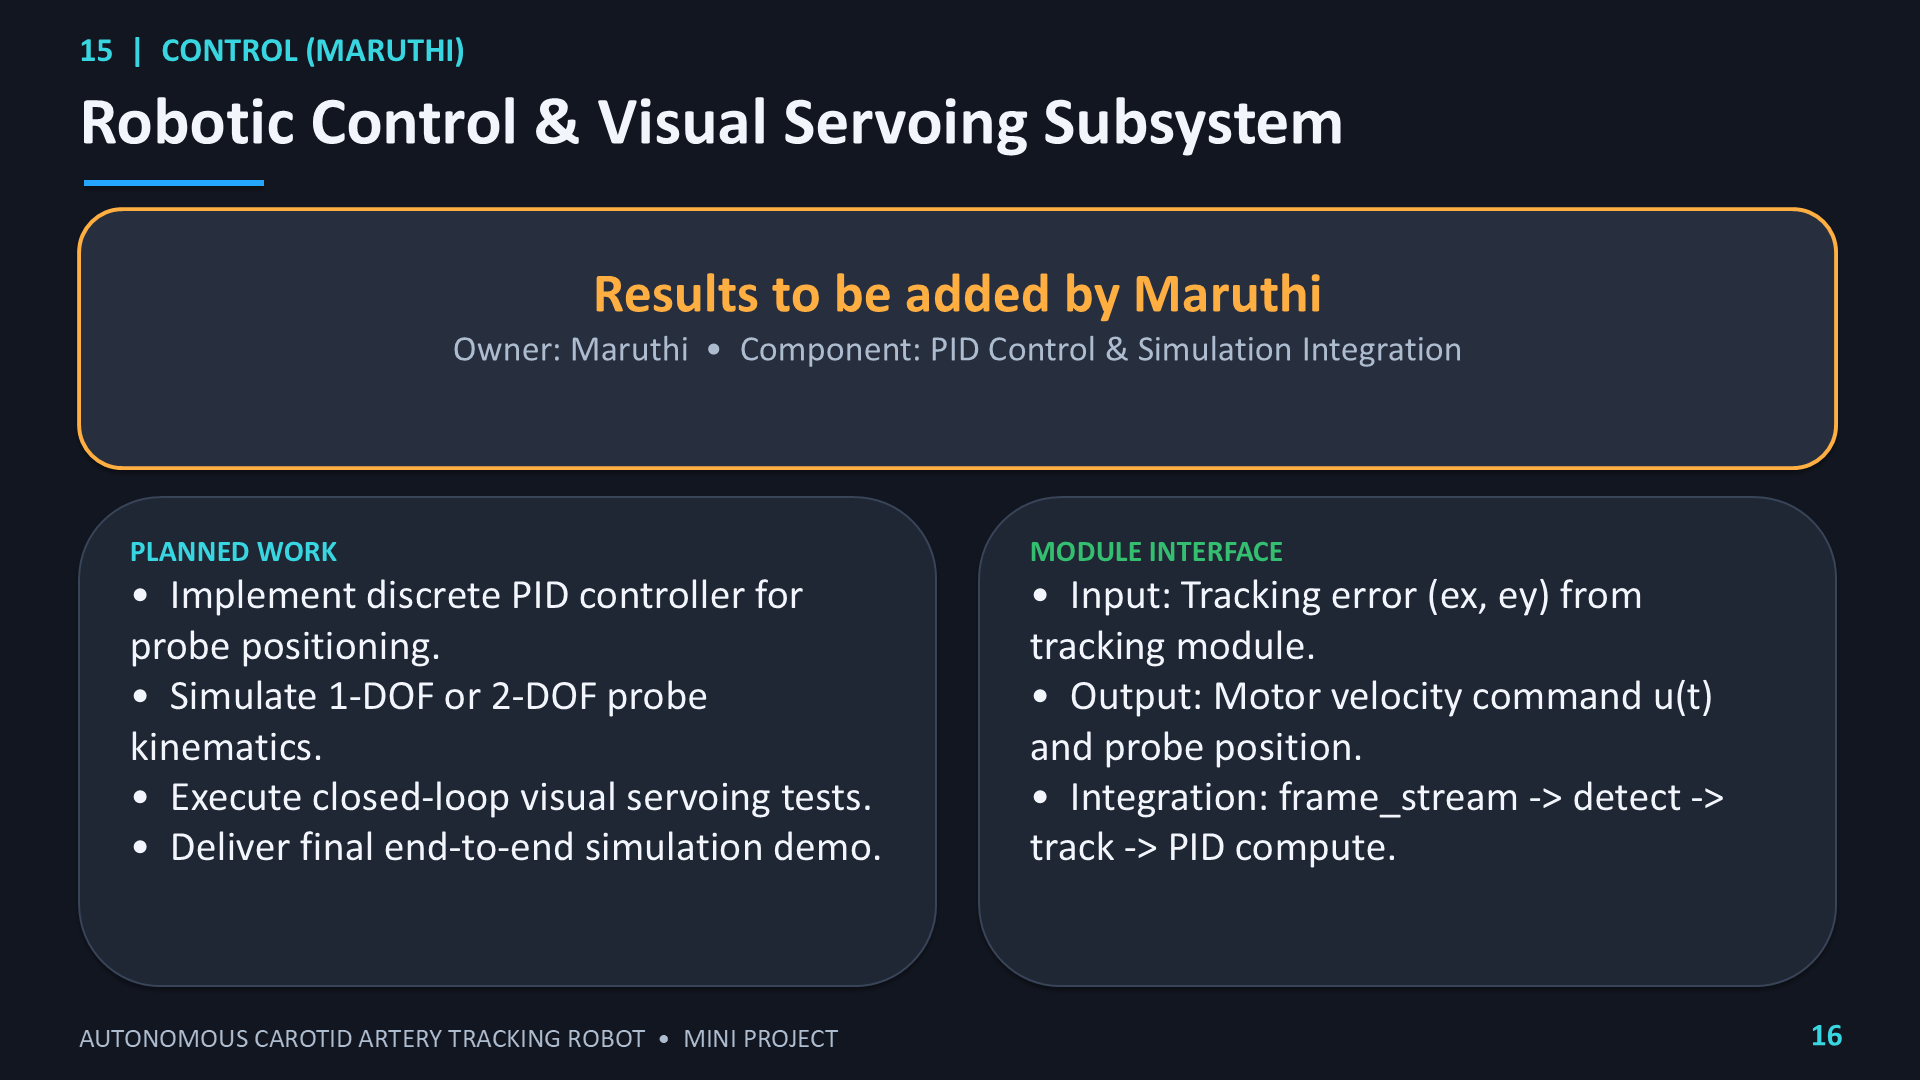 15 | CONTROL (MARUTHI)
Robotic Control & Visual Servoing Subsystem
Results to be added by Maruthi
Owner: Maruthi • Component: PID Control & Simulation Integration
PLANNED WORK
• Implement discrete PID controller for
probe positioning.
• Simulate 1-DOF or 2-DOF probe
kinematics.
• Execute closed-loop visual servoing tests.
• Deliver final end-to-end simulation demo.
MODULE INTERFACE
• Input: Tracking error (ex, ey) from
tracking module.
• Output: Motor velocity command u(t)
and probe position.
• Integration: frame_stream -> detect ->
track -> PID compute.
AUTONOMOUS CAROTID ARTERY TRACKING ROBOT • MINI PROJECT
16